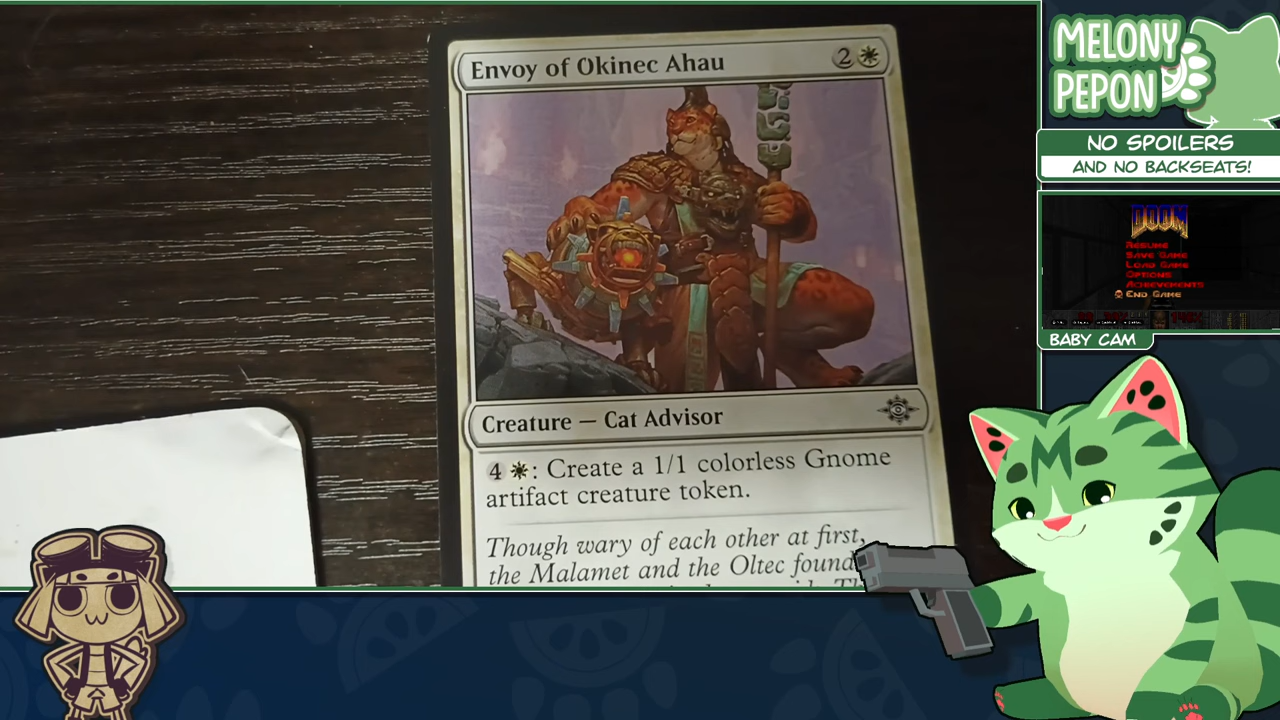 Envoy of Okinec Ahau
2
Creature — Cat Advisor
4 : Create a 1/1 colorless Gnome
artifact creature token.
Though wary of each other at first,
the Malamet and the Oltec found
MELONY
PEPON
NO SPOILERS
AND NO BACKSEATS!
DOOM
RESUME
SAVE GAME
LOAD GAME
OPTIONS
ACHIEVEMENTS
END GAME
BABY CAM